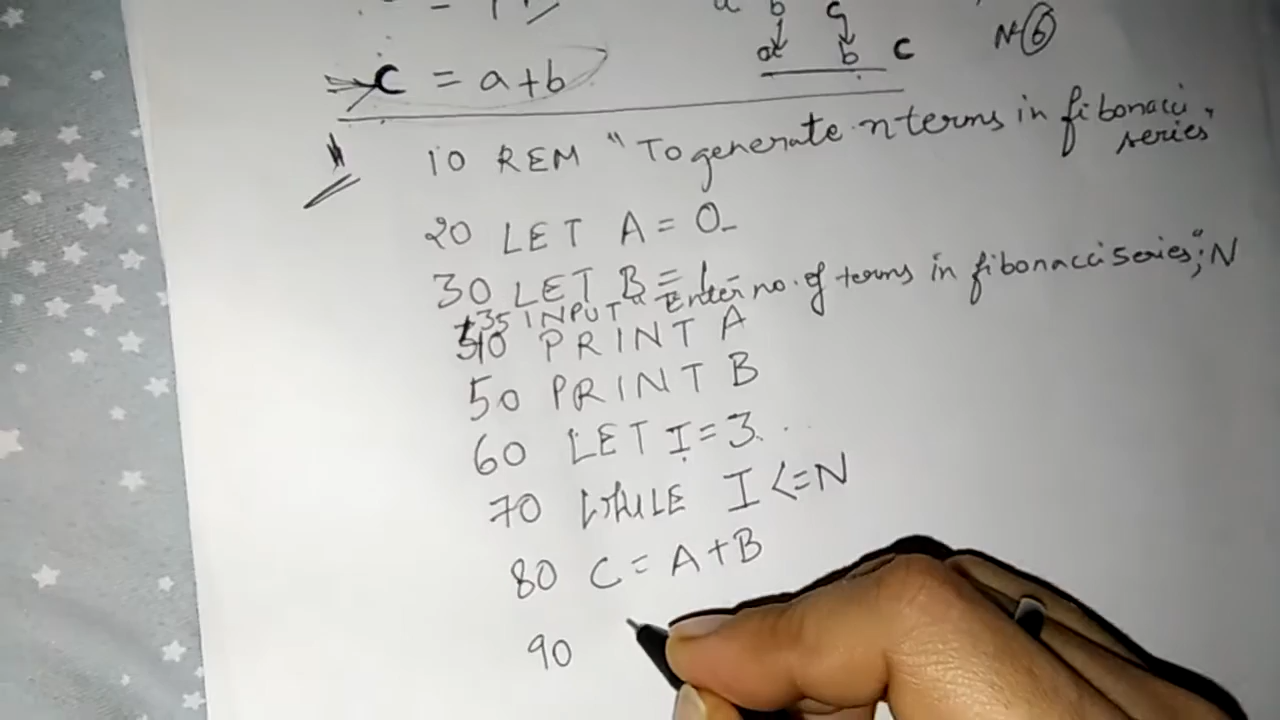 a b c
a b c
N 6
C = a+b
10 REM "To generate n terms in fibonacci
series"
20 LET A = 0
30 LET B = 1
35 INPUT "Enter no. of terms in fibonacci series"; N
40 PRINT A
50 PRINT B
60 LET I = 3
70 WHILE I <= N
80 C = A+B
90